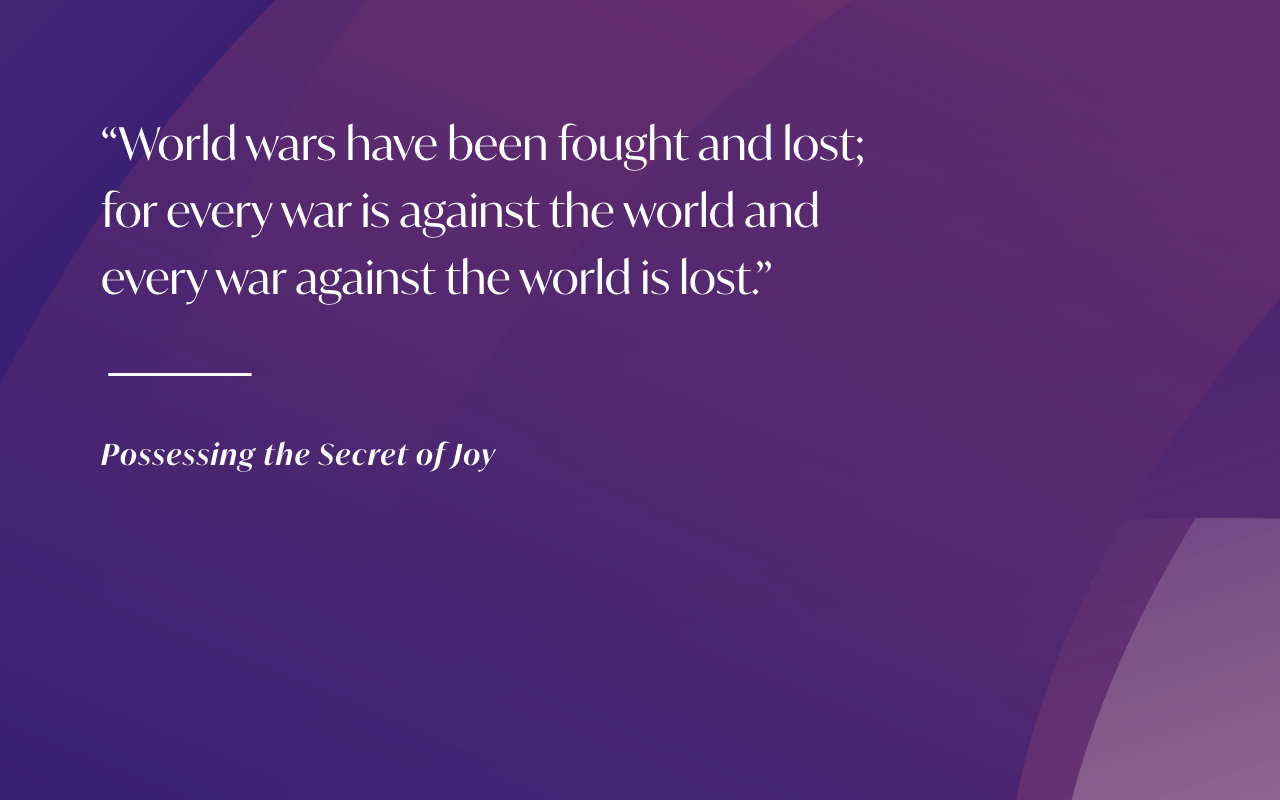 “World wars have been fought and lost;
for every war is against the world and
every war against the world is lost.”
Possessing the Secret of Joy